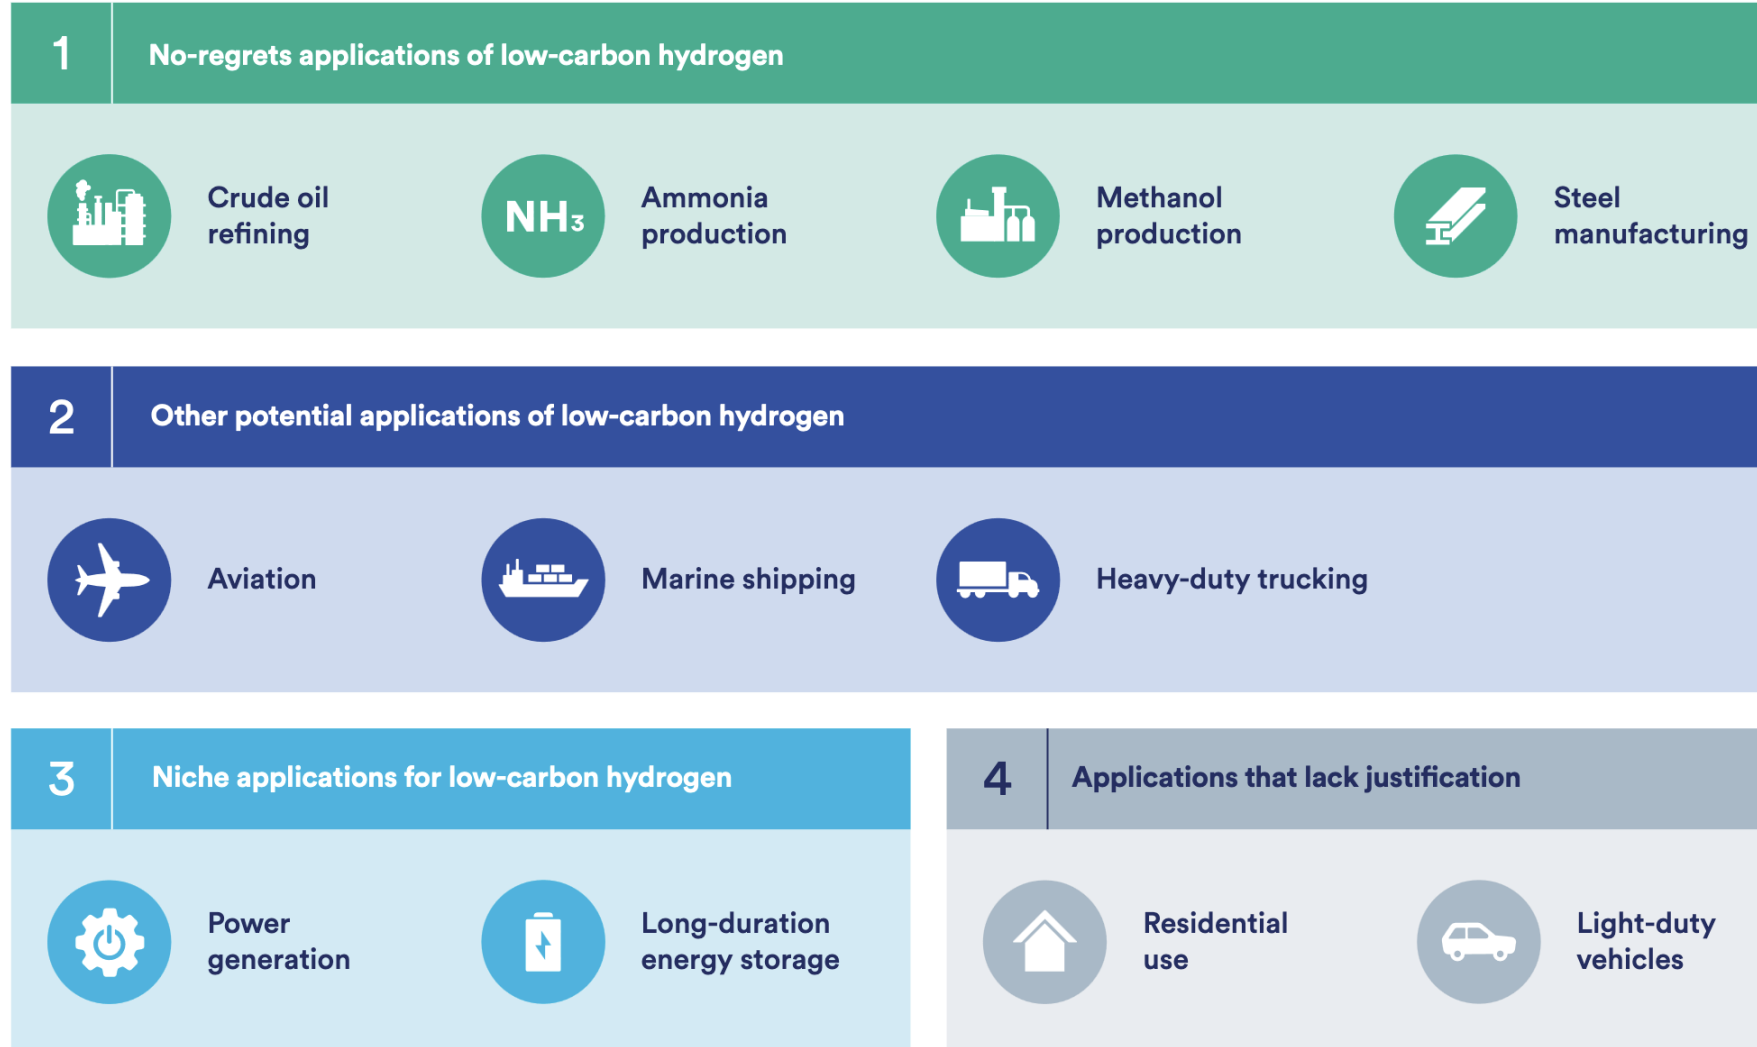 1 No-regrets applications of low-carbon hydrogen
Crude oil
refining
NH₃
Ammonia
production
Methanol
production
Steel
manufacturing
2 Other potential applications of low-carbon hydrogen
Aviation
Marine shipping
Heavy-duty trucking
3 Niche applications for low-carbon hydrogen
Power
generation
Long-duration
energy storage
4 Applications that lack justification
Residential
use
Light-duty
vehicles